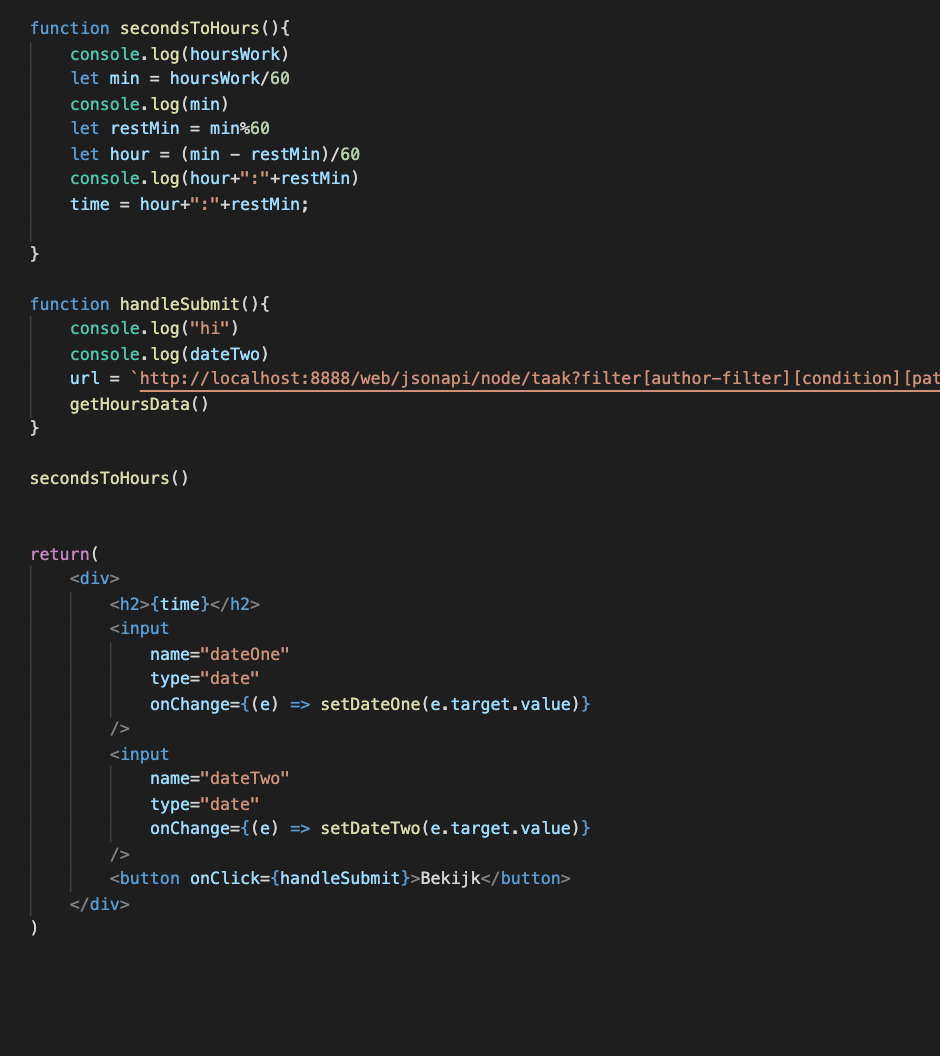 function secondsToHours(){
    console.log(hoursWork)
    let min = hoursWork/60
    console.log(min)
    let restMin = min%60
    let hour = (min - restMin)/60
    console.log(hour+":"+restMin)
    time = hour+":"+restMin;
}
function handleSubmit(){
    console.log("hi")
    console.log(dateTwo)
    url = `http://localhost:8888/web/jsonapi/node/taak?filter[author-filter][condition][pat
    getHoursData()
}
secondsToHours()
return(
    <div>
        <h2>{time}</h2>
        <input
            name="dateOne"
            type="date"
            onChange={(e) => setDateOne(e.target.value)}
        />
        <input
            name="dateTwo"
            type="date"
            onChange={(e) => setDateTwo(e.target.value)}
        />
        <button onClick={handleSubmit}>Bekijk</button>
    </div>
)